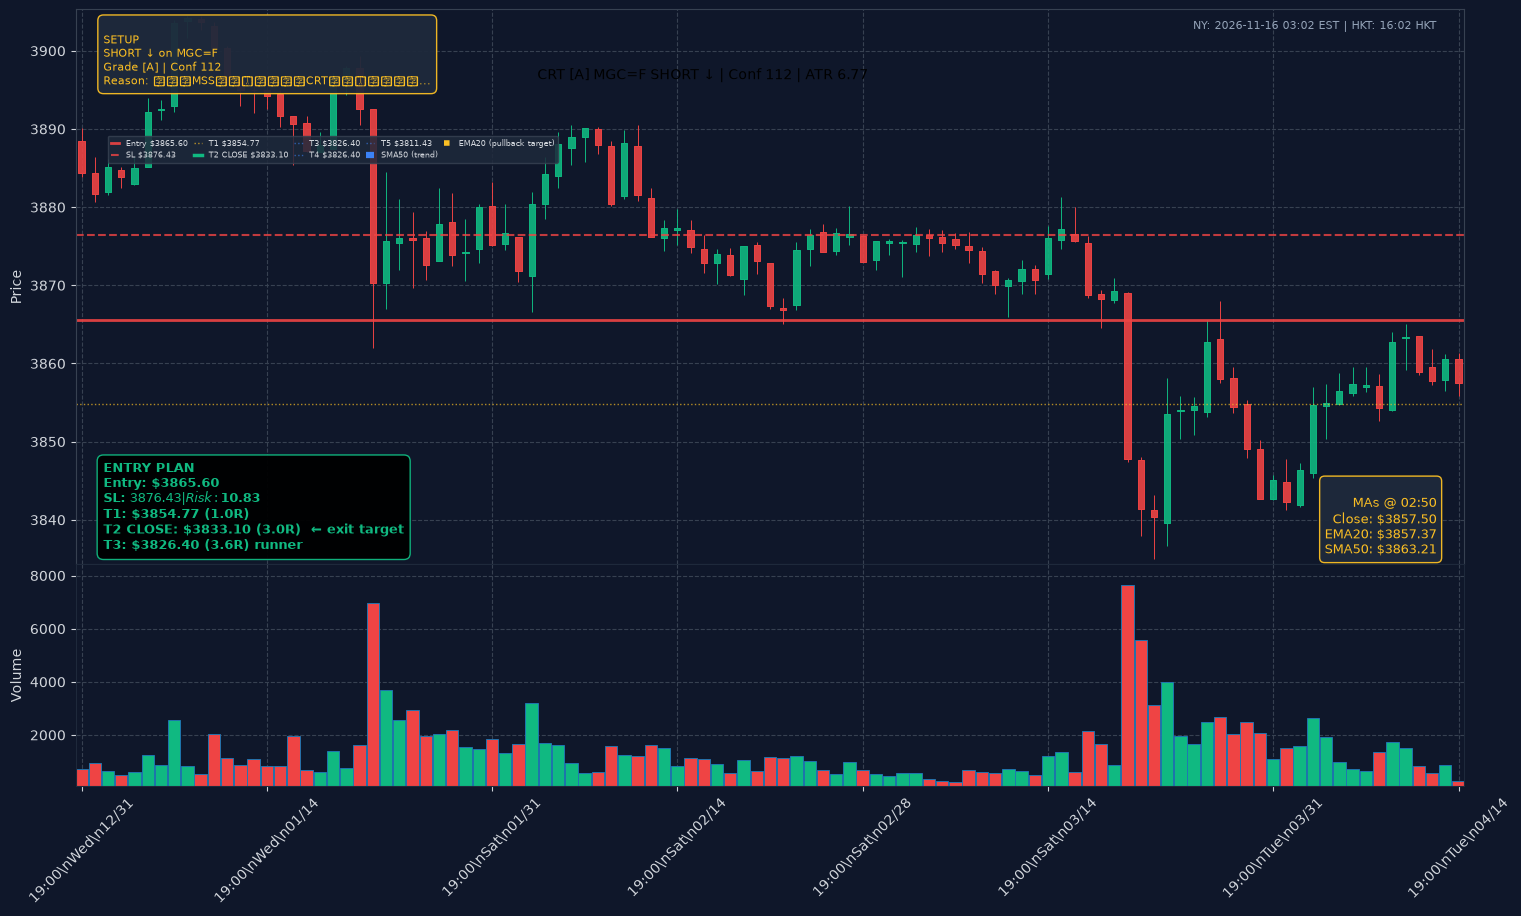 NY: 2026-11-16 03:02 EST | HKT: 16:02 HKT
SETUP
SHORT ↓ on MGC=F
Grade [A] | Conf 112
Reason: MSS CRT ...
CRT [A] MGC=F SHORT ↓ | Conf 112 | ATR 6.77
Entry $3865.60 T1 $3854.77 T3 $3826.40 T5 $3811.43 EMA20 (pullback target)
SL $3876.43 T2 CLOSE $3833.10 T4 $3826.40 SMA50 (trend)
Price
3900
3890
3880
3870
3860
3850
3840
ENTRY PLAN
Entry: $3865.60
SL: 3876.43|Risk:10.83
T1: $3854.77 (1.0R)
T2 CLOSE: $3833.10 (3.0R) ← exit target
T3: $3826.40 (3.6R) runner
MAs @ 02:50
Close: $3857.50
EMA20: $3857.37
SMA50: $3863.21
Volume
8000
6000
4000
2000
19:00\nWed\n12/31
19:00\nWed\n01/14
19:00\nSat\n01/31
19:00\nSat\n02/14
19:00\nSat\n02/28
19:00\nSat\n03/14
19:00\nTue\n03/31
19:00\nTue\n04/14